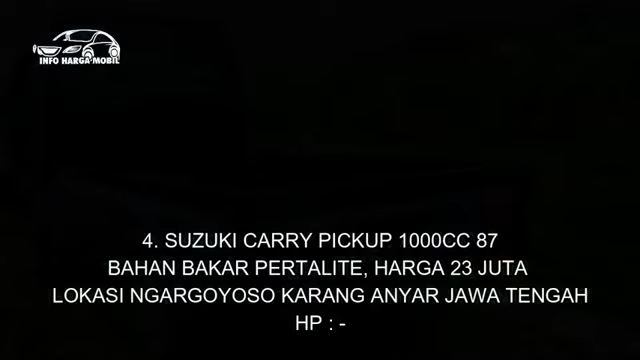 INFO HARGA MOBIL
4. SUZUKI CARRY PICKUP 1000CC 87
BAHAN BAKAR PERTALITE, HARGA 23 JUTA
LOKASI NGARGOYOSO KARANG ANYAR JAWA TENGAH
HP : -